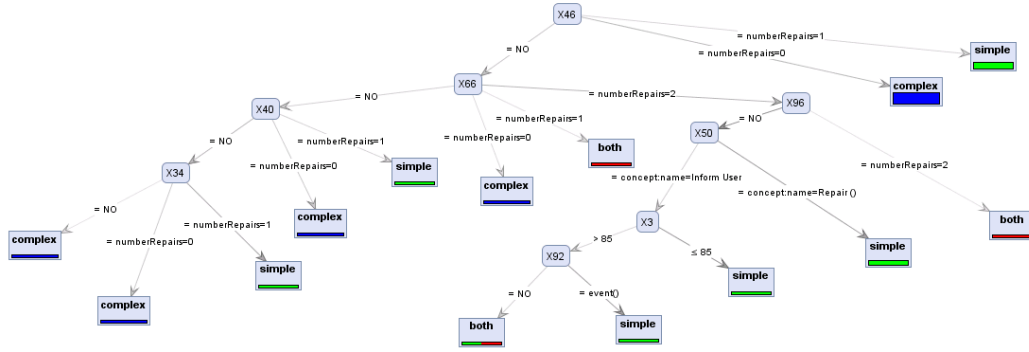 X46
= numberRepairs=1
= NO
= numberRepairs=0
simple
X66
complex
= NO
= numberRepairs=2
X96
X40
= numberRepairs=1
= NO
X50
= NO
= numberRepairs=1
= numberRepairs=0
both
= numberRepairs=2
X34
= numberRepairs=0
simple
= concept:name=Inform User
complex
= concept:name=Repair ()
= NO
= numberRepairs=1
complex
X3
both
complex
= numberRepairs=0
> 85
≤ 85
simple
X92
simple
simple
complex
= NO
= event()
both
simple